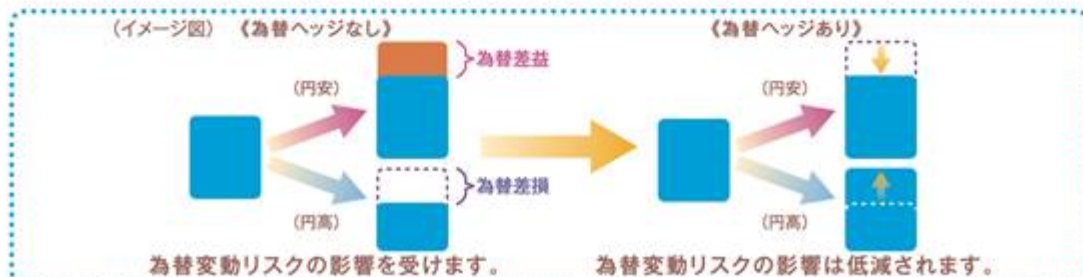 (イメージ図) 《為替ヘッジなし》
《為替ヘッジあり》
為替差益
(円安)
(円安)
為替差損
(円高)
(円高)
為替変動リスクの影響を受けます。
為替変動リスクの影響は低減されます。